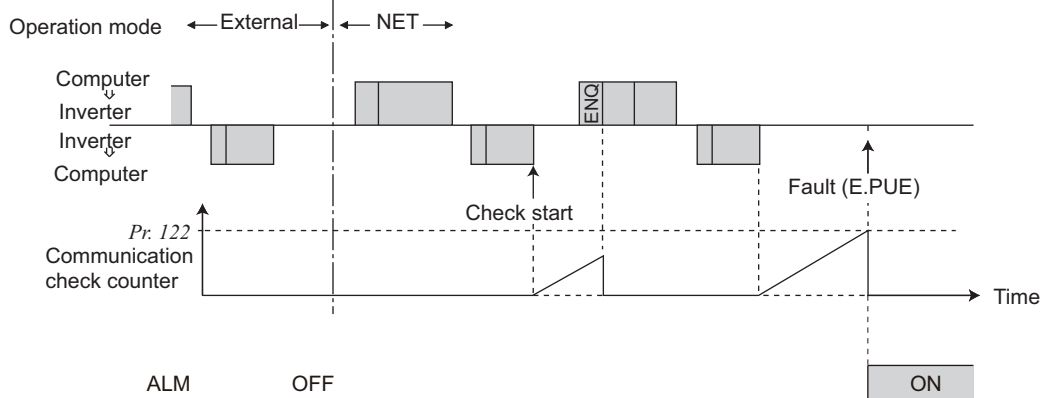 Operation mode
External
NET
Computer
Inverter
Inverter
Computer
ENQ
Fault (E.PUE)
Check start
Pr. 122
Communication
check counter
Time
ALM
OFF
ON